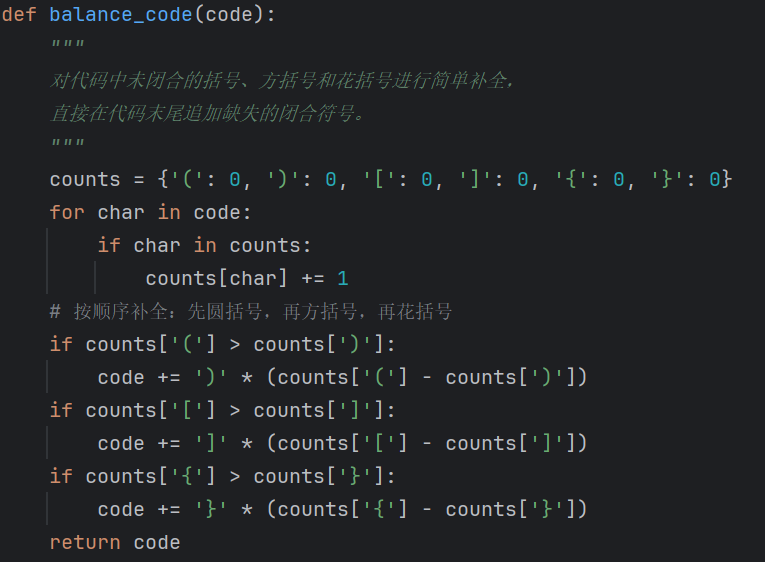 def balance_code(code):
    """
    对代码中未闭合的括号、方括号和花括号进行简单补全，
    直接在代码末尾追加缺失的闭合符号。
    """
    counts = {'(': 0, ')': 0, '[': 0, ']': 0, '{': 0, '}': 0}
    for char in code:
        if char in counts:
            counts[char] += 1
    # 按顺序补全：先圆括号，再方括号，再花括号
    if counts['('] > counts[')']:
        code += ')' * (counts['('] - counts[')'])
    if counts['['] > counts[']']:
        code += ']' * (counts['['] - counts[']'])
    if counts['{'] > counts['}']:
        code += '}' * (counts['{'] - counts['}'])
    return code